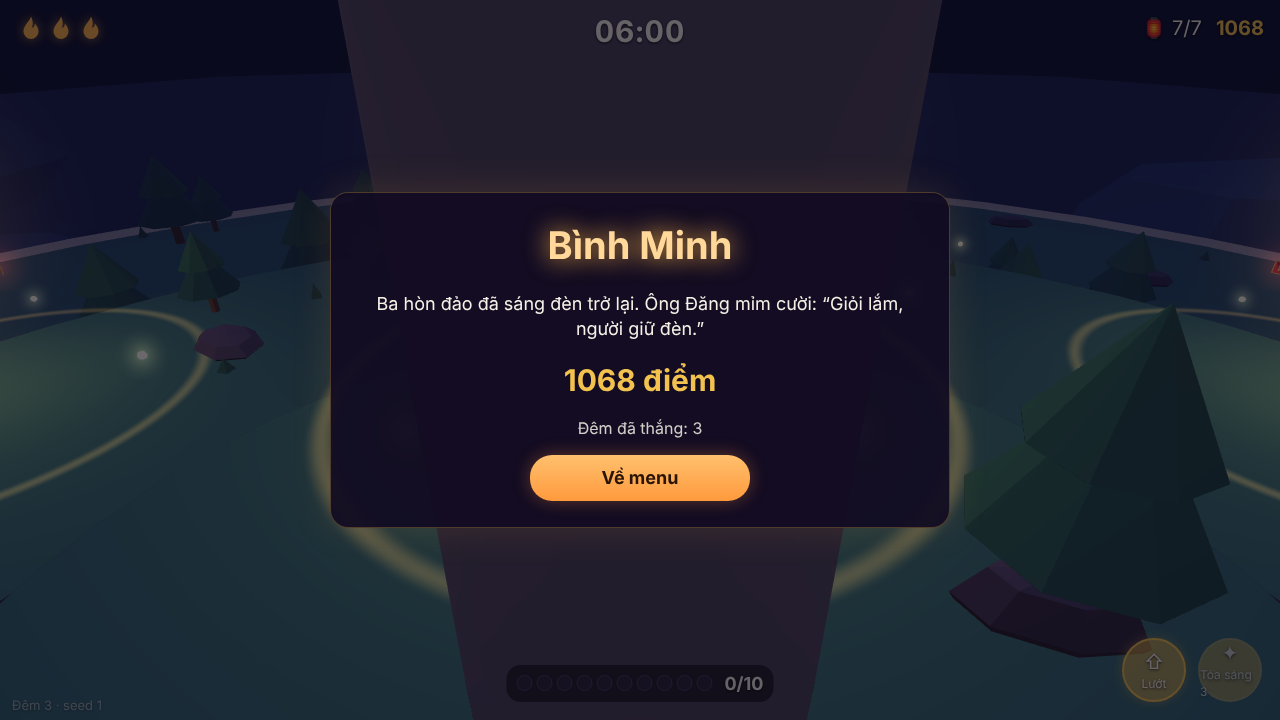 06:00
7/7 1068
Bình Minh
Ba hòn đảo đã sáng đèn trở lại. Ông Đăng mỉm cười: “Giỏi lắm,
người giữ đèn.”
1068 điểm
Đêm đã thắng: 3
Về menu
0/10
Lướt
Tỏa sáng
3
Đêm 3 · seed 1